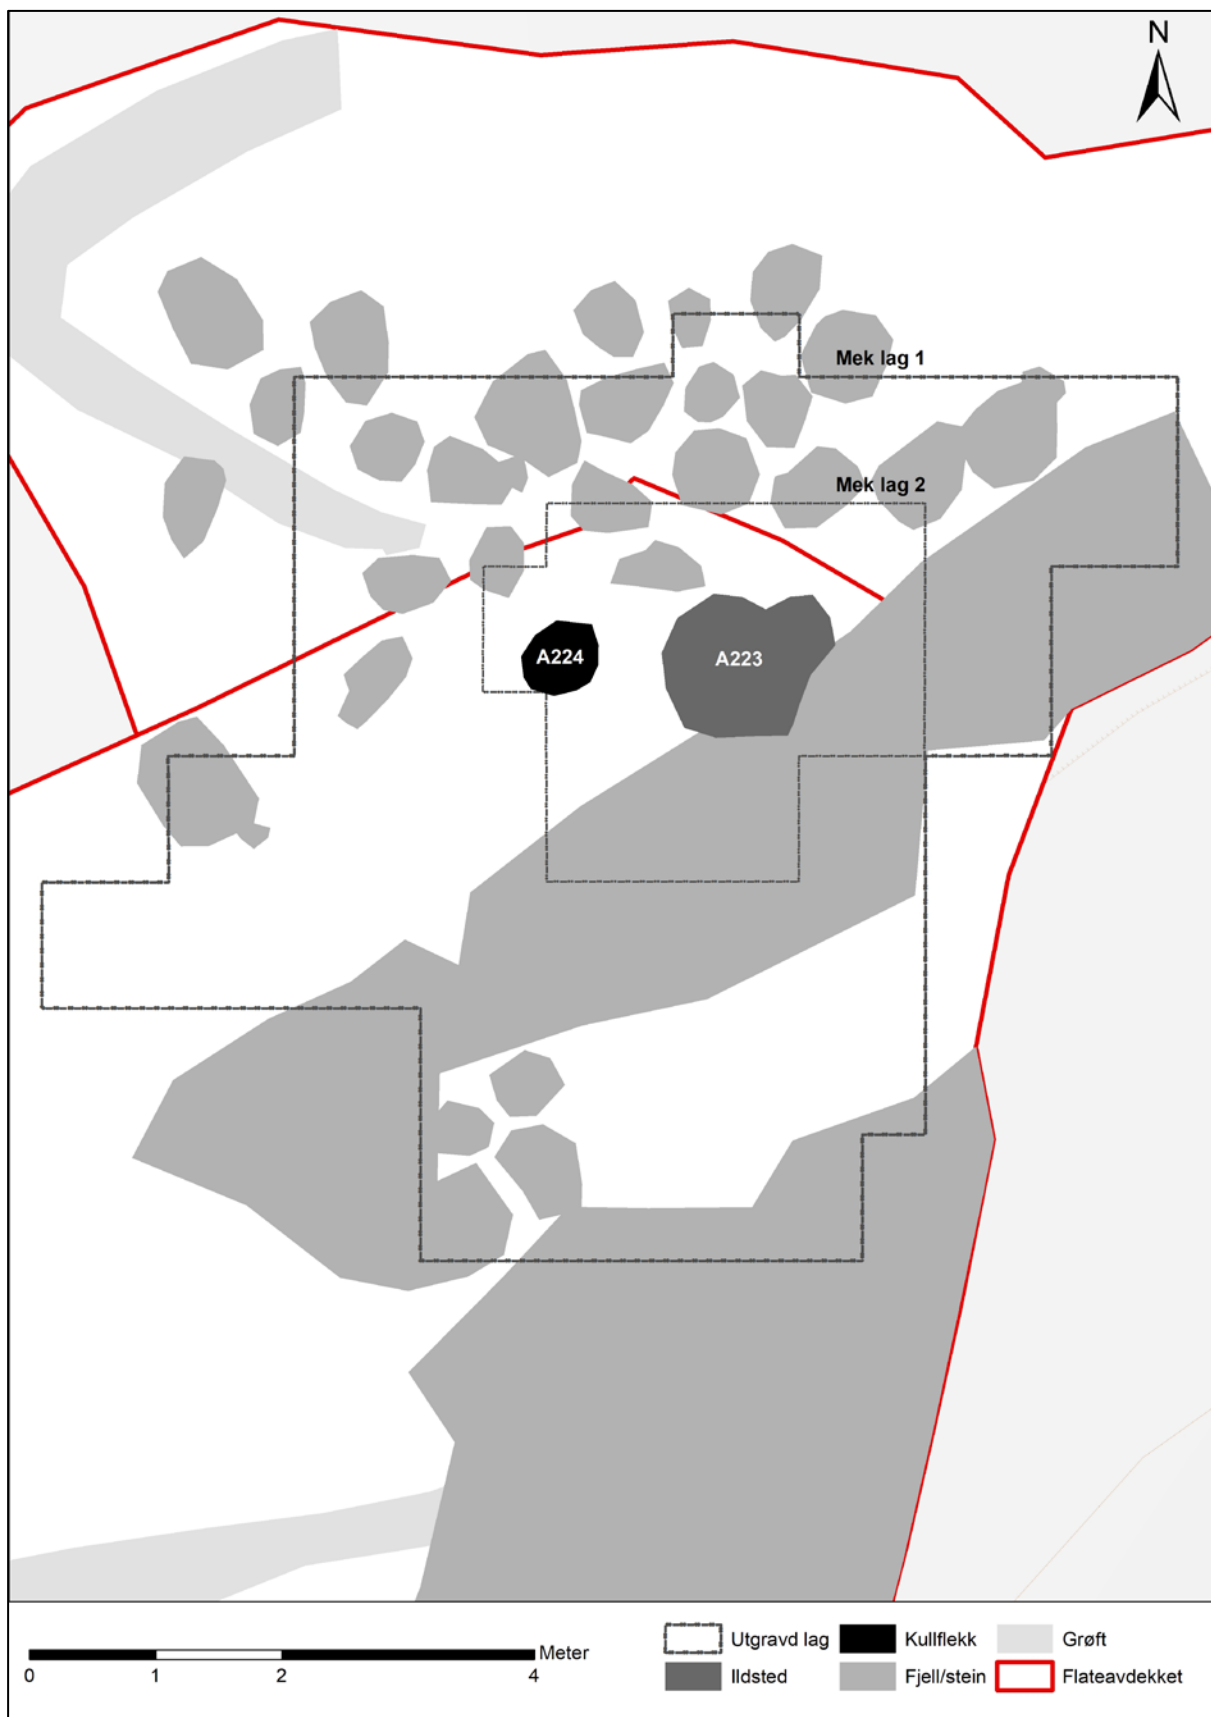 N
Mek lag 1
Mek lag 2
A224
A223
Meter
0 1 2 4
Utgravd lag
Kullflekk
Grøft
Ildsted
Fjell/stein
Flateavdekket